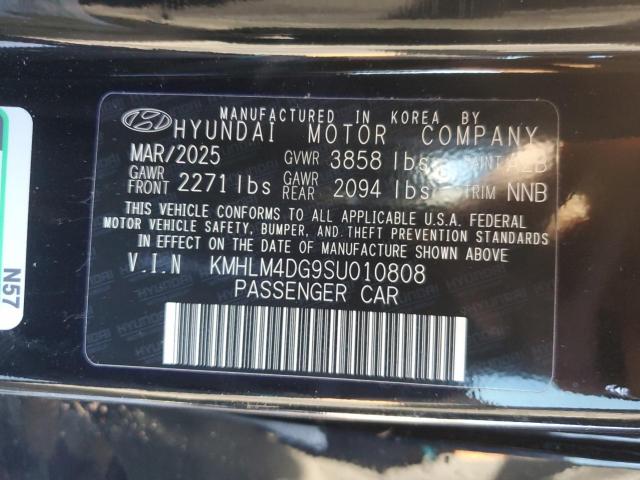 MANUFACTURED IN KOREA BY
HYUNDAI MOTOR COMPANY
MAR/2025 GVWR 3858 lbs PAINT A2B
GAWR FRONT 2271 lbs GAWR REAR 2094 lbs TRIM NNB
THIS VEHICLE CONFORMS TO ALL APPLICABLE U.S.A. FEDERAL
MOTOR VEHICLE SAFETY, BUMPER, AND THEFT PREVENTION STANDARDS
IN EFFECT ON THE DATE OF MANUFACTURE SHOWN ABOVE
V.I.N KMHLM4DG9SU010808
PASSENGER CAR
N57